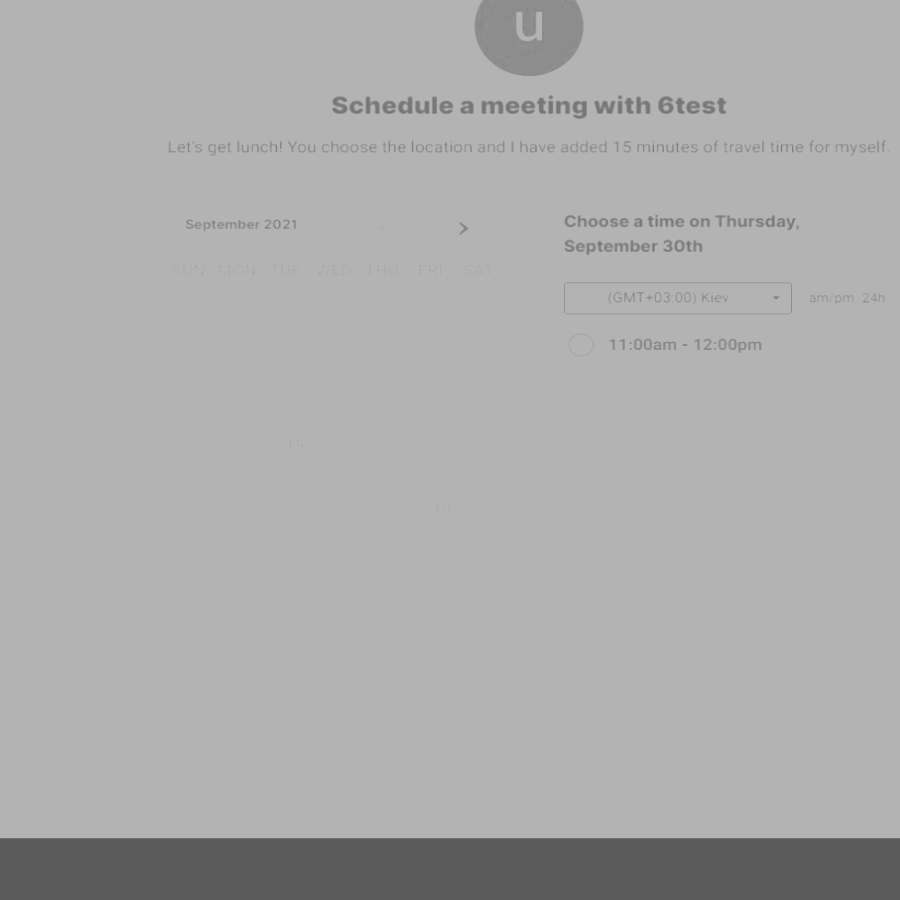 u
Schedule a meeting with 6test
Let's get lunch! You choose the location and I have added 15 minutes of travel time for myself.
September 2021 < >
SUN MON TUE WED THU FRI SAT
Choose a time on Thursday,
September 30th
(GMT+03:00) Kiev am/pm 24h
11:00am - 12:00pm
19